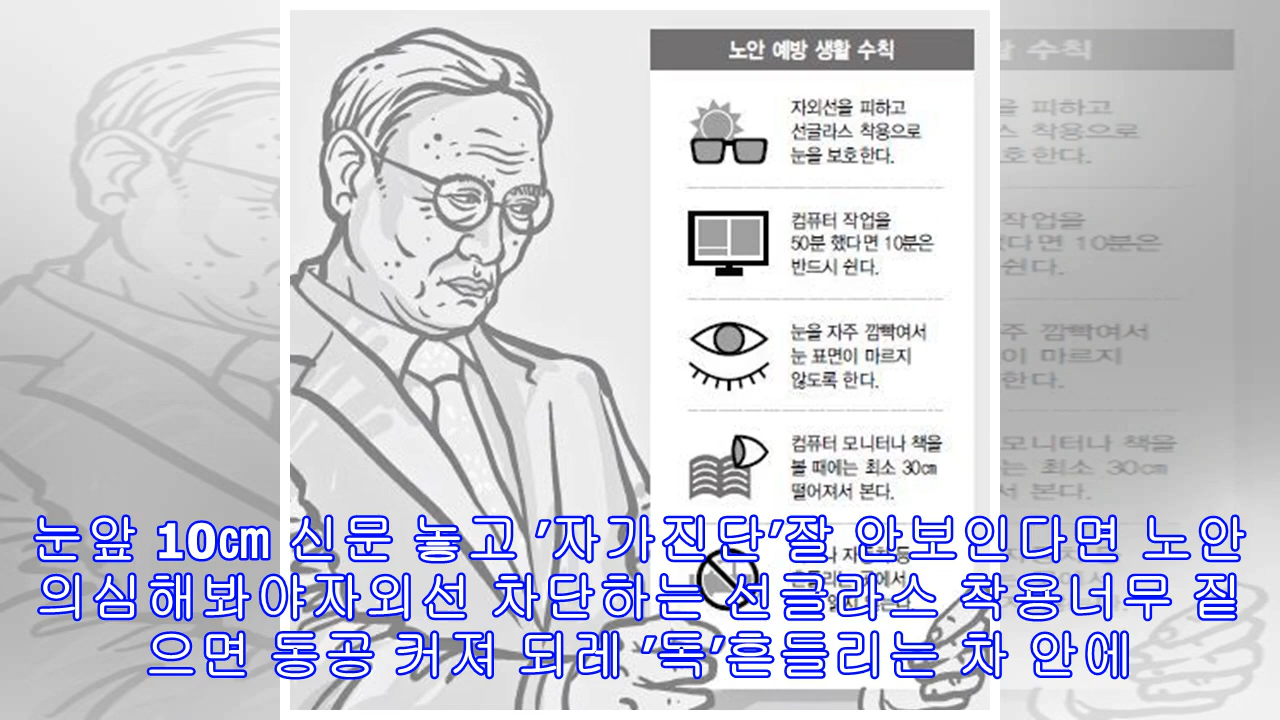 노안 예방 생활 수칙
자외선을 피하고
선글라스 착용으로
눈을 보호한다.
컴퓨터 작업을
50분 했다면 10분은
반드시 쉰다.
눈을 자주 깜빡여서
눈 표면이 마르지
않도록 한다.
컴퓨터 모니터나 책을
볼 때에는 최소 30㎝
떨어져서 본다.
눈앞 10㎝ 신문 놓고 '자가진단'잘 안보인다면 노안
의심해봐야자외선 차단하는 선글라스 착용너무 짙
으면 동공 커져 되레 '독'흔들리는 차 안에